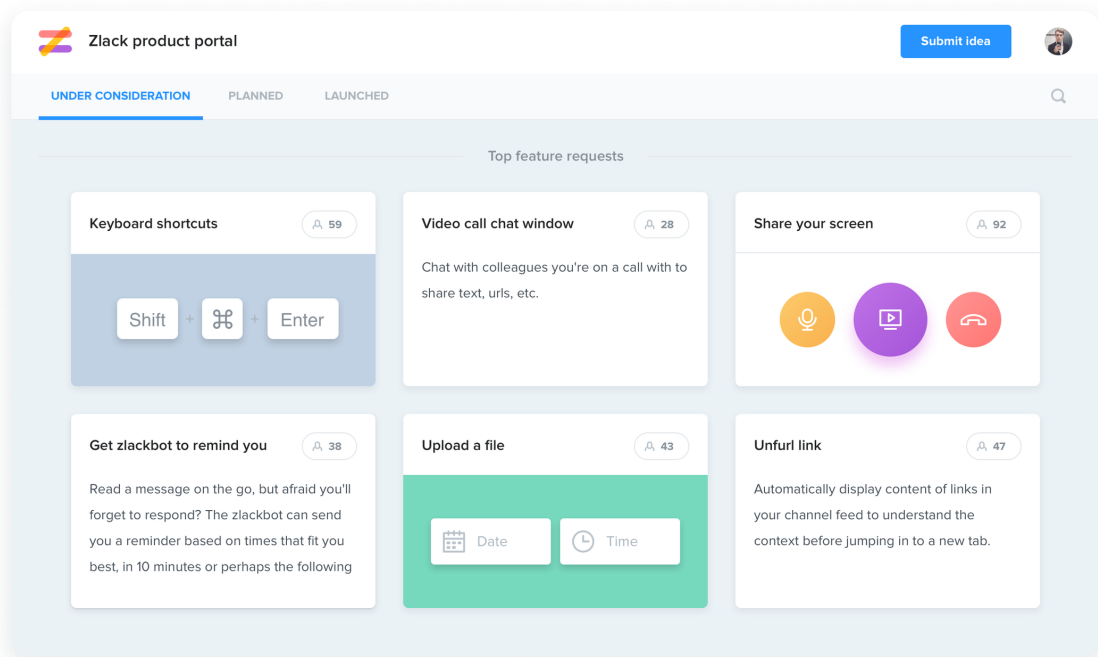 Zlack product portal
Submit idea
UNDER CONSIDERATION
PLANNED
LAUNCHED
Top feature requests
Keyboard shortcuts
59
Shift + ⌘ + Enter
Video call chat window
28
Chat with colleagues you're on a call with to
share text, urls, etc.
Share your screen
92
Get zlackbot to remind you
38
Read a message on the go, but afraid you'll
forget to respond? The zlackbot can send
you a reminder based on times that fit you
best, in 10 minutes or perhaps the following
Upload a file
43
Date
Time
Unfurl link
47
Automatically display content of links in
your channel feed to understand the
context before jumping in to a new tab.